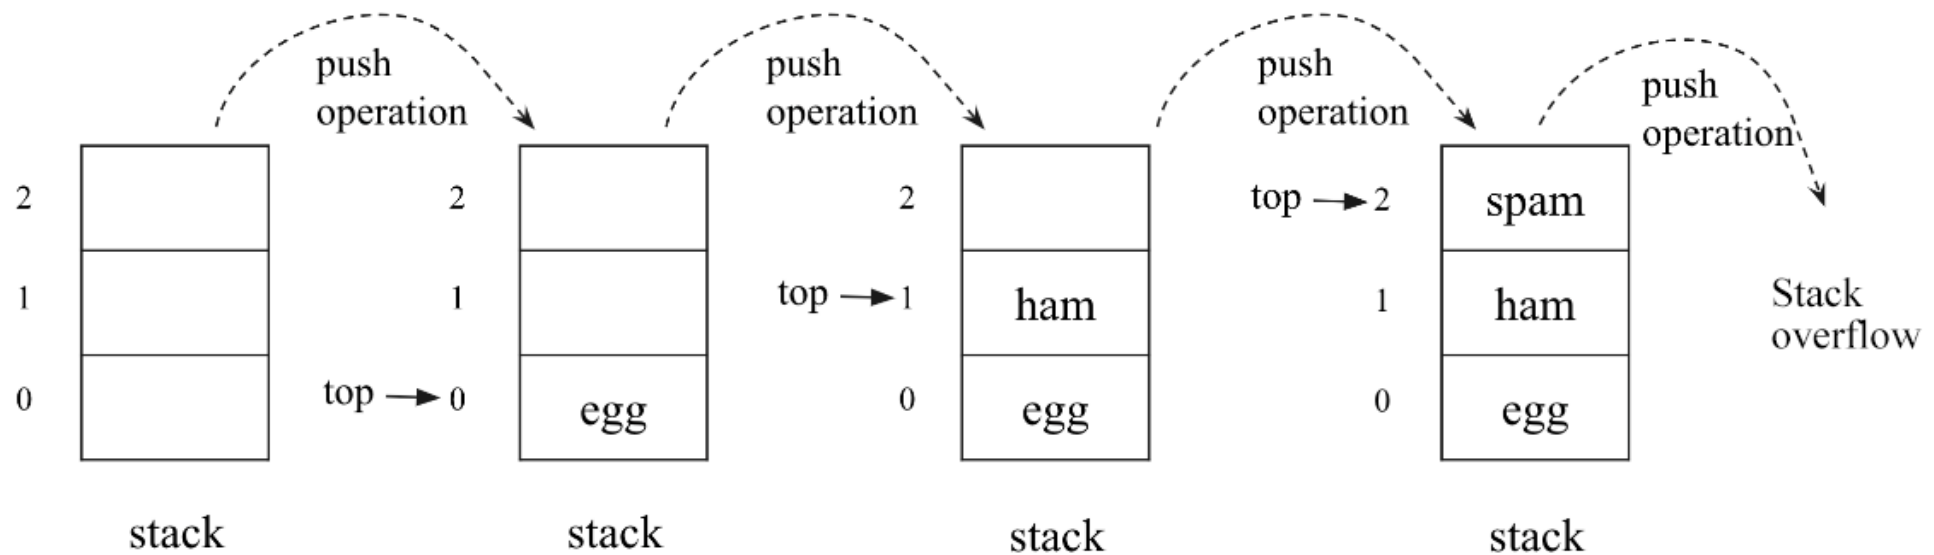 push
operation
push
operation
push
operation
push
operation
2
1
0
stack
2
1
top
0
egg
stack
2
top
1
0
ham
egg
stack
top
2
1
0
spam
ham
egg
stack
Stack
overflow